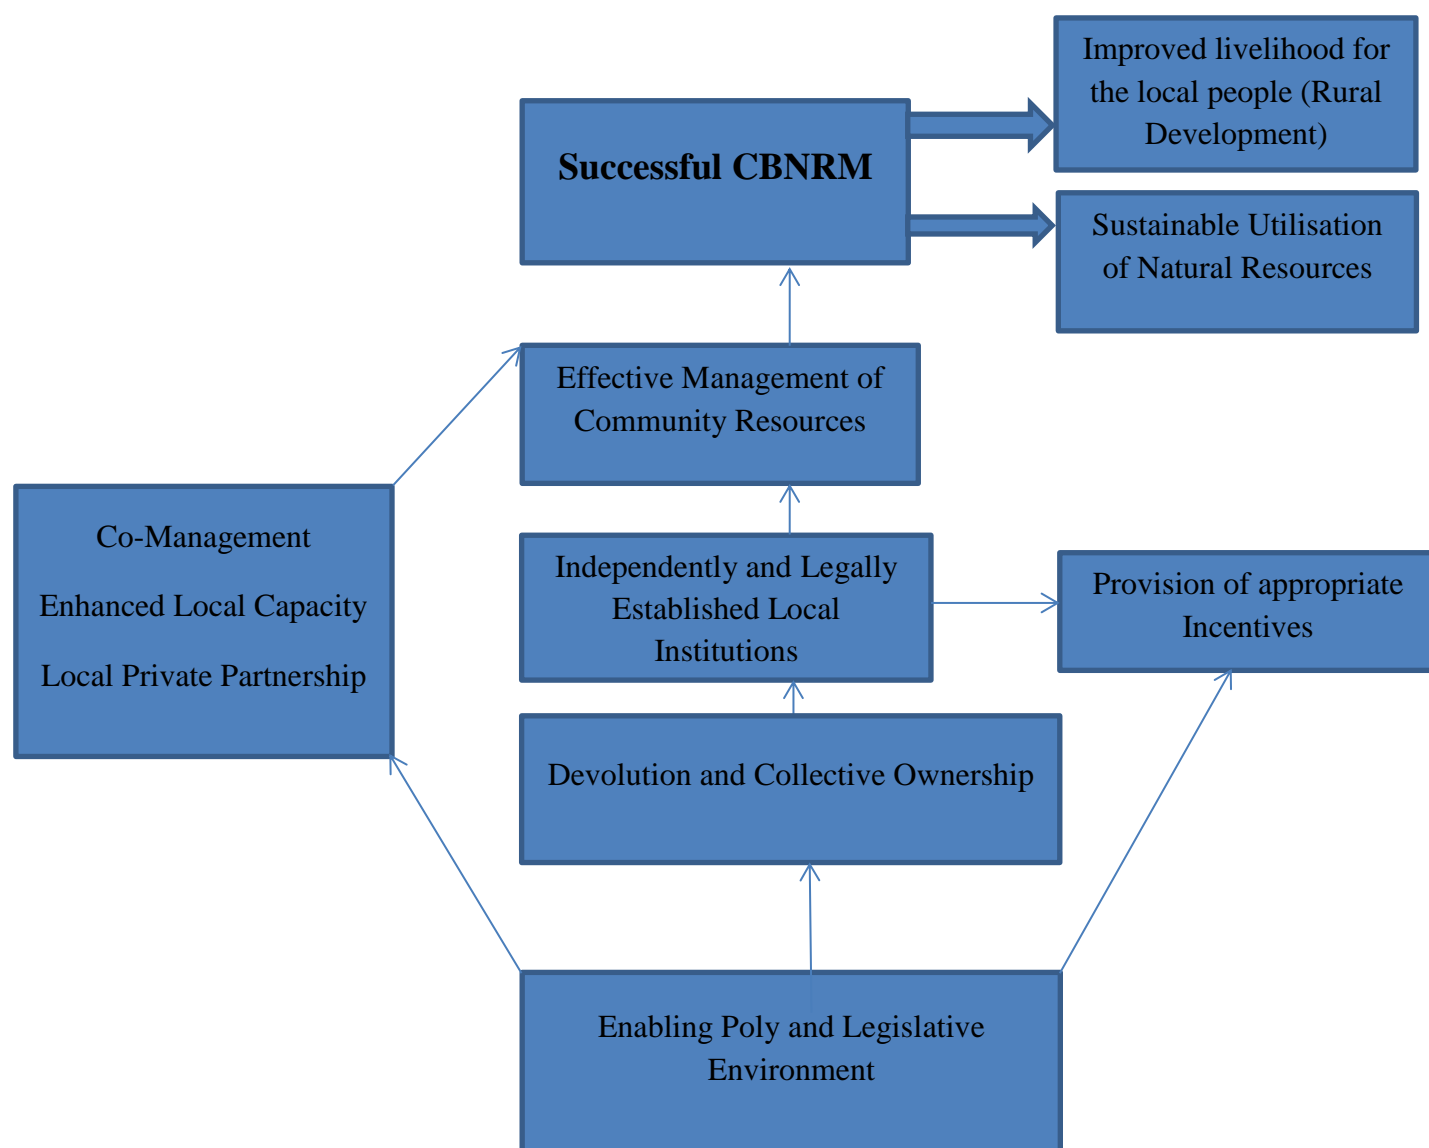 Improved livelihood for
the local people (Rural
Development)
Successful CBNRM
Sustainable Utilisation
of Natural Resources
Effective Management of
Community Resources
Co-Management
Enhanced Local Capacity
Local Private Partnership
Independently and Legally
Established Local
Institutions
Provision of appropriate
Incentives
Devolution and Collective Ownership
Enabling Poly and Legislative
Environment